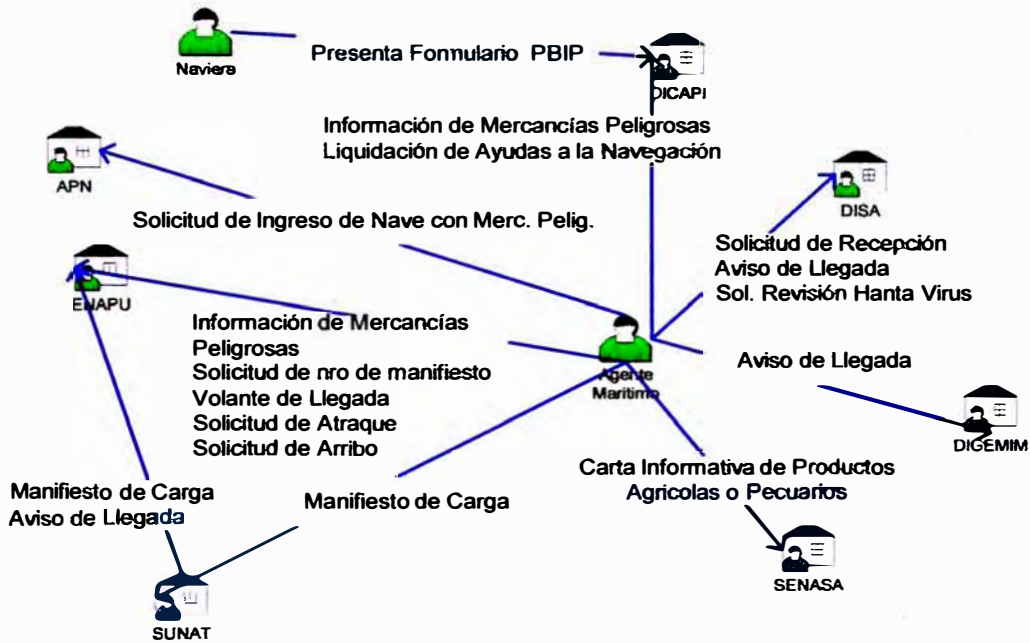 Naviera
Presenta Formulario PBIP
DICAPI
Información de Mercancías Peligrosas
Liquidación de Ayudas a la Navegación
APN
DISA
Solicitud de Ingreso de Nave con Merc. Pelig.
Solicitud de Recepción
Aviso de Llegada
Sol. Revisión Hanta Virus
ENAPU
Información de Mercancías
Peligrosas
Solicitud de nro de manifiesto
Volante de Llegada
Solicitud de Atraque
Solicitud de Arribo
Agente
Maritimo
Aviso de Llegada
DIGEMIM
Carta Informativa de Productos
Agricolas o Pecuarios
Manifiesto de Carga
Aviso de Llegada
Manifiesto de Carga
SENASA
SUNAT